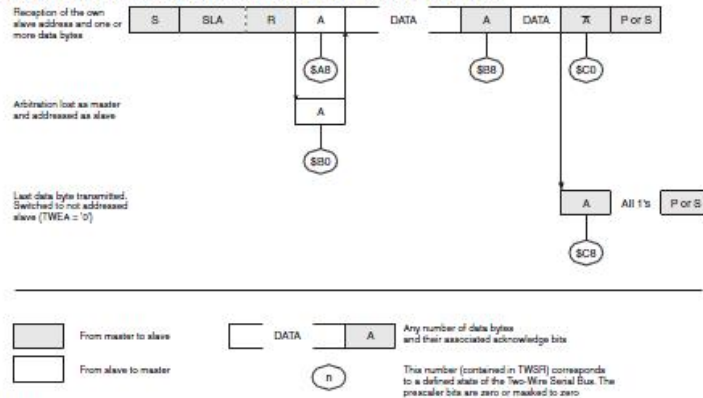 Reception of the own
slave address and one or
more data bytes
S SLA R A DATA A DATA A P or S
$A8 $B8 $C0
Arbitration lost as master
and addressed as slave
A
$B0
Last data byte transmitted.
Switched to not addressed
slave (TWEA = '0')
A All 1's P or S
$C8
From master to slave
DATA A
Any number of data bytes
and their associated acknowledge bits
From slave to master
n
This number (contained in TWSR) corresponds
to a defined state of the Two-Wire Serial Bus. The
prescaler bits are zero or masked to zero